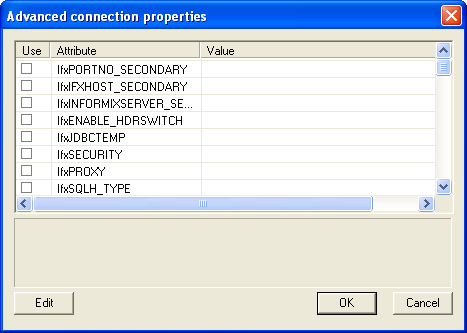 Advanced connection properties
Use Attribute Value
IfxPORTNO_SECONDARY
IfxIFXHOST_SECONDARY
IfxINFORMIXSERVER_SE...
IfxENABLE_HDRSWITCH
IfxJDBCTEMP
IfxSECURITY
IfxPROXY
IfxSQLH_TYPE
Edit OK Cancel